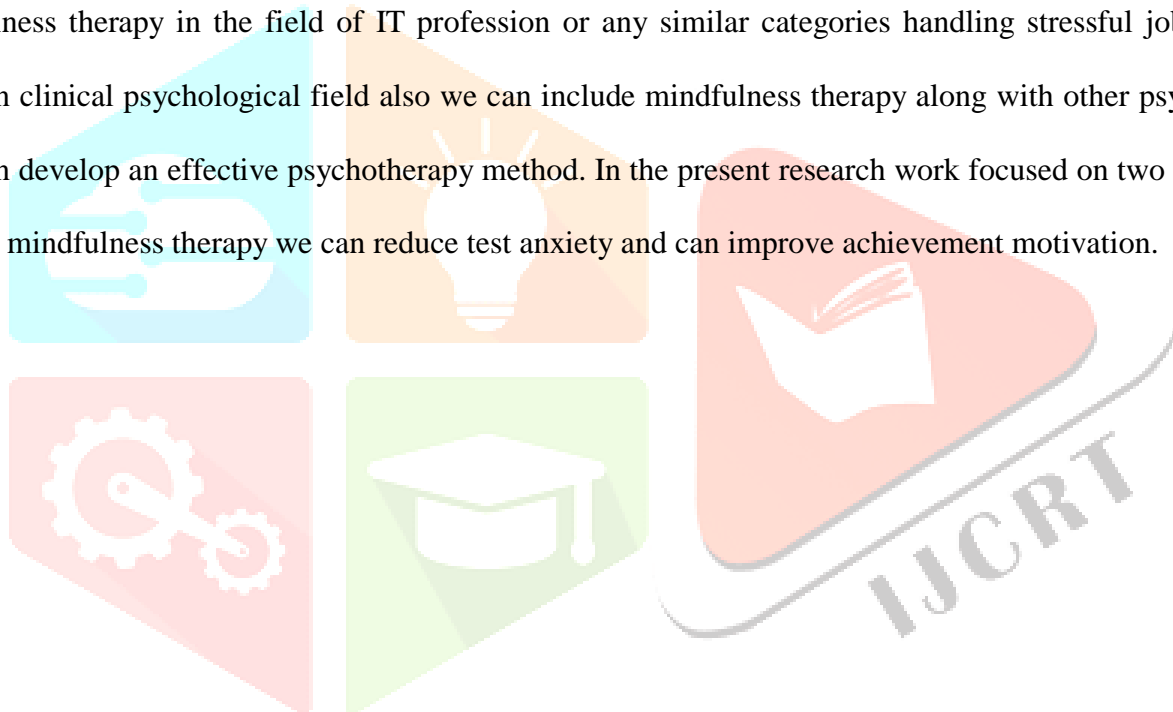 ness therapy in the field of IT profession or any similar categories handling stressful
clinical psychological field also we can include mindfulness therapy along with other
develop an effective psychotherapy method. In the present research work focused on two
mindfulness therapy we can reduce test anxiety and can improve achievement motivation.
IJCRT